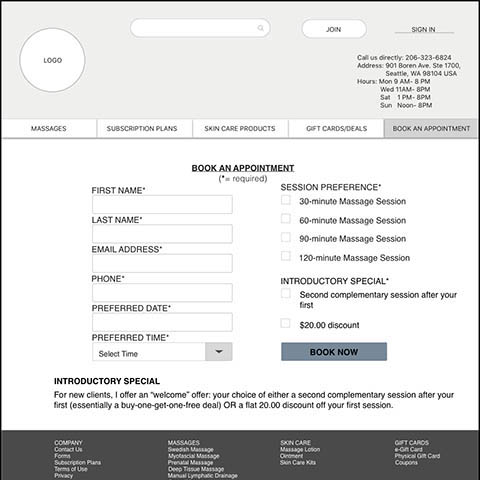 LOGO
JOIN
SIGN IN
Call us directly: 206-323-6824
Address: 901 Boren Ave. Ste 1700,
Seattle, WA 98104 USA
Hours: Mon 9 AM- 8 PM
Wed 11AM- 8PM
Sat 1 PM- 8PM
Sun Noon- 8PM
MASSAGES
SUBSCRIPTION PLANS
SKIN CARE PRODUCTS
GIFT CARDS/DEALS
BOOK AN APPOINTMENT
BOOK AN APPOINTMENT
(*= required)
FIRST NAME*
LAST NAME*
EMAIL ADDRESS*
PHONE*
PREFERRED DATE*
PREFERRED TIME*
Select Time
SESSION PREFERENCE*
30-minute Massage Session
60-minute Massage Session
90-minute Massage Session
120-minute Massage Session
INTRODUCTORY SPECIAL*
Second complementary session after your
first
$20.00 discount
BOOK NOW
INTRODUCTORY SPECIAL
For new clients, I offer an “welcome” offer: your choice of either a second complementary session after your
first (essentially a buy-one-get-one-free deal) OR a flat 20.00 discount off your first session.
COMPANY
Contact Us
Forms
Subscription Plans
Terms of Use
Privacy
MASSAGES
Swedish Massage
Myofascial Massage
Prenatal Massage
Deep Tissue Massage
Manual Lymphatic Drainage
SKIN CARE
Massage Lotion
Ointment
Skin Care Kits
GIFT CARDS
e-Gift Card
Physical Gift Card
Coupons